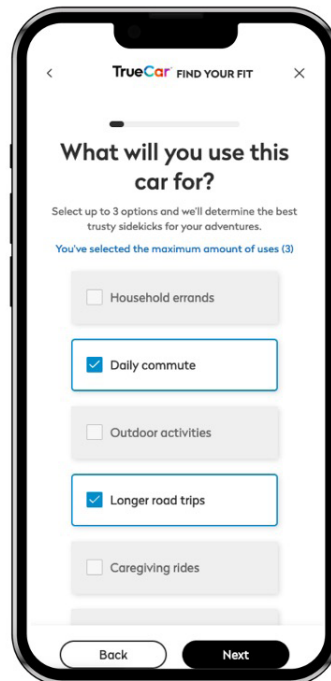 TrueCar FIND YOUR FIT
What will you use this
car for?
Select up to 3 options and we'll determine the best
trusty sidekicks for your adventures.
You've selected the maximum amount of uses (3)
Household errands
Daily commute
Outdoor activities
Longer road trips
Caregiving rides
Back
Next